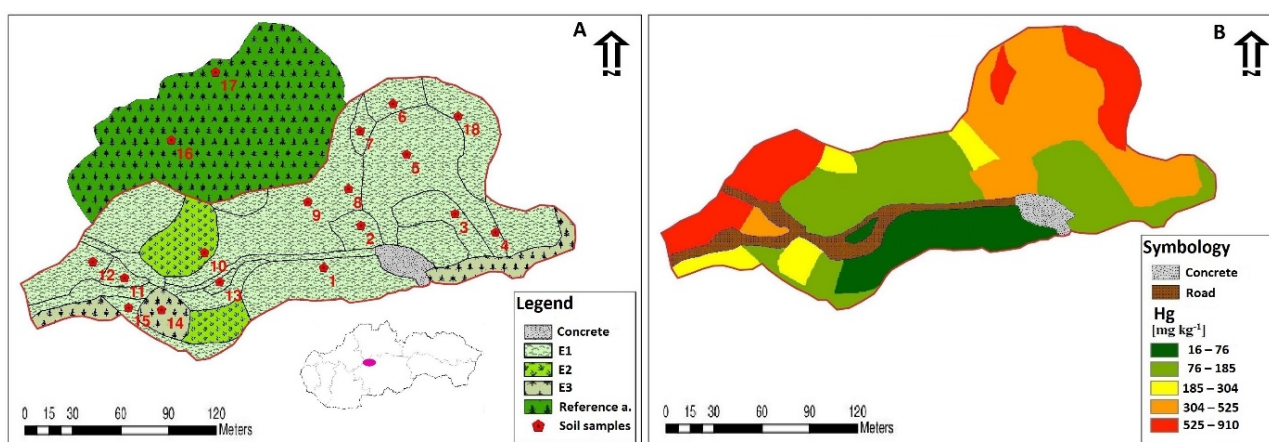 A
N
17
6
18
7
16
5
8
9
3
2
4
10
12
1
11
13
15
14
Legend
Concrete
E1
E2
E3
Reference a.
Soil samples
0 15 30 60 90 120
Meters
B
N
Symbology
Concrete
Road
Hg
[mg kg-1]
16 – 76
76 – 185
185 – 304
304 – 525
525 – 910
0 15 30 60 90 120
Meters